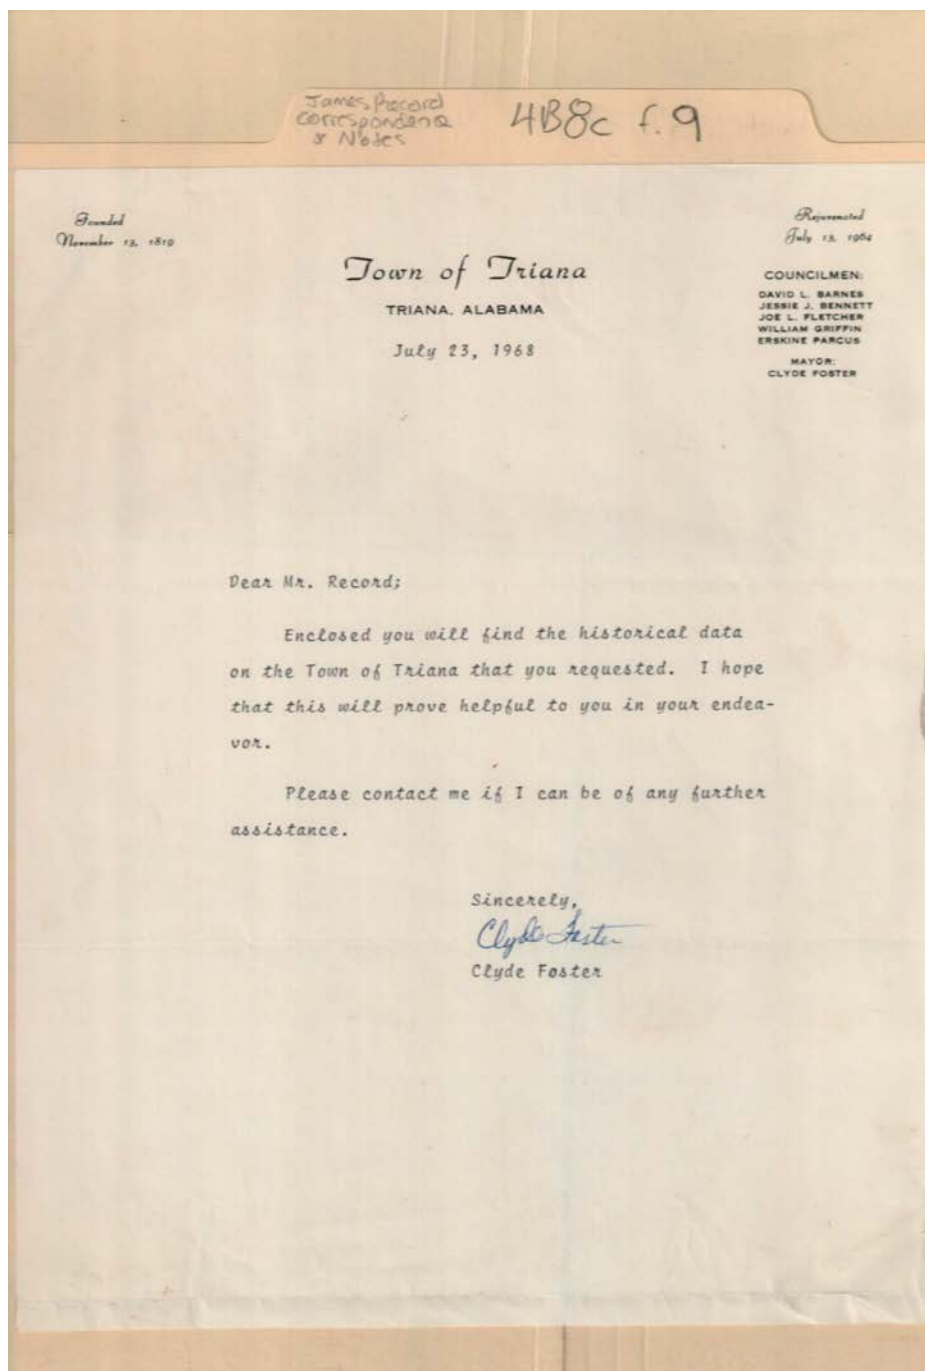 James Record
Correspondence
& Notes
4B8c f.9
Founded
November 13, 1819
Rejuvenated
July 13, 1964
Town of Triana
TRIANA, ALABAMA
July 23, 1968
COUNCILMEN:
DAVID L. BARNES
JESSIE J. BENNETT
JOE L. FLETCHER
WILLIAM GRIFFIN
ERSKINE PARCUS
MAYOR:
CLYDE FOSTER
Dear Mr. Record;
Enclosed you will find the historical data
on the Town of Triana that you requested. I hope
that this will prove helpful to you in your endea-
vor.
Please contact me if I can be of any further
assistance.
Sincerely,
Clyde Foster
Clyde Foster